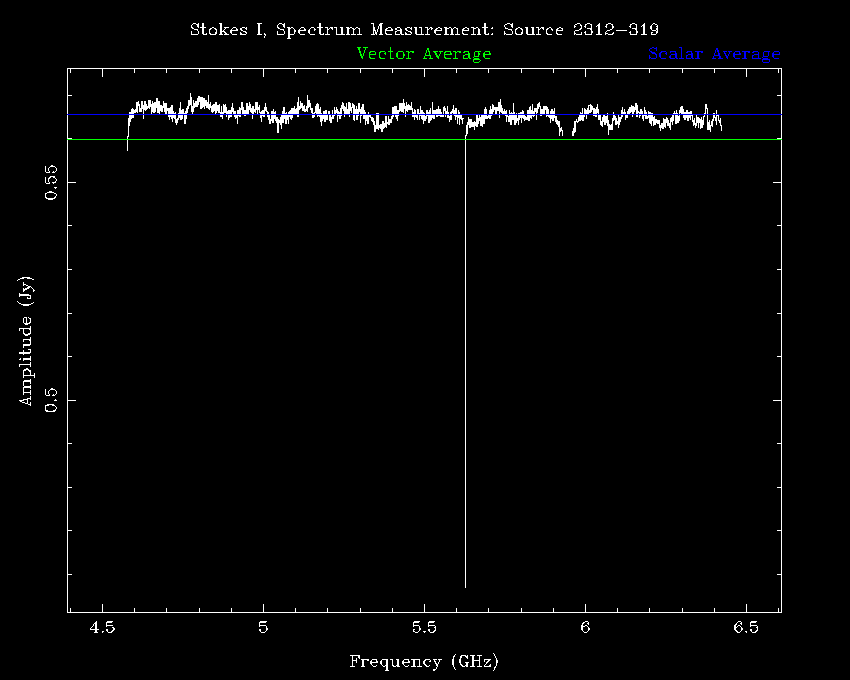 Stokes I, Spectrum Measurement: Source 2312−319
Vector Average Scalar Average
0.55
Amplitude (Jy)
0.5
4.5 5 5.5 6 6.5
Frequency (GHz)